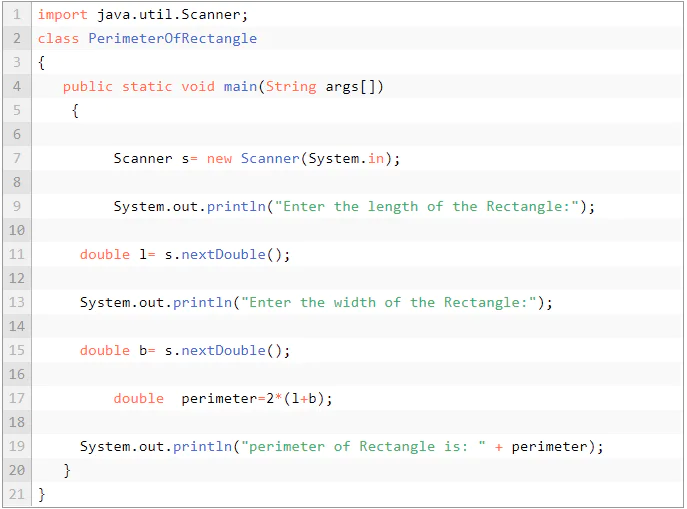 1 import java.util.Scanner;
2 class PerimeterOfRectangle
3 {
4 public static void main(String args[])
5 {
6
7 Scanner s= new Scanner(System.in);
8
9 System.out.println("Enter the length of the Rectangle:");
10
11 double l= s.nextDouble();
12
13 System.out.println("Enter the width of the Rectangle:");
14
15 double b= s.nextDouble();
16
17 double  perimeter=2*(l+b);
18
19 System.out.println("perimeter of Rectangle is: " + perimeter);
20 }
21 }